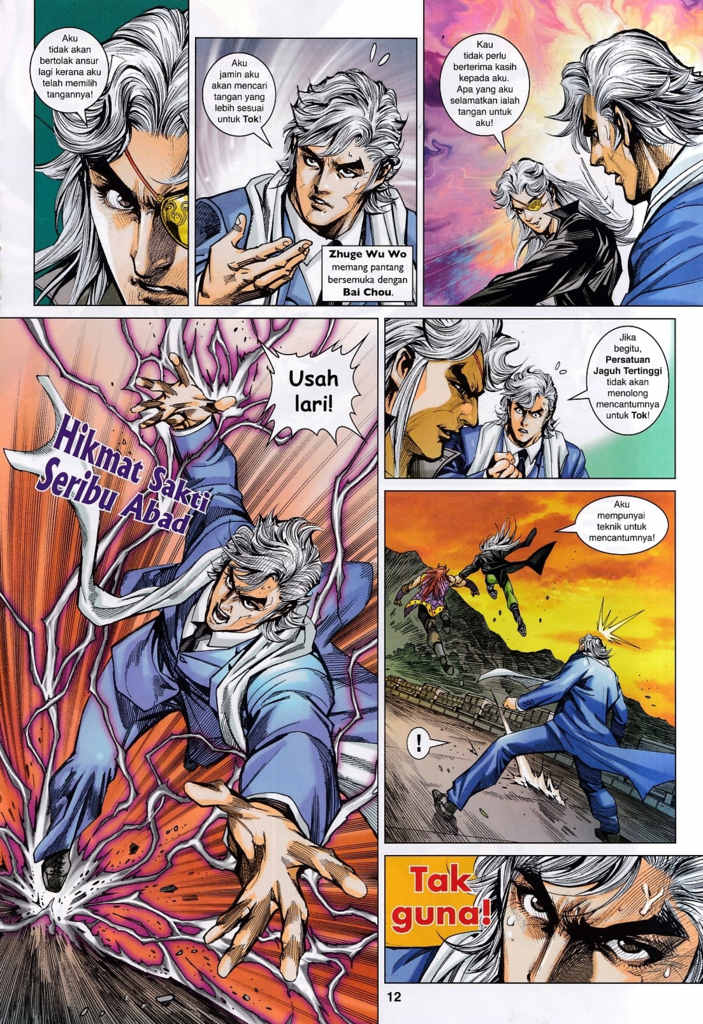 Aku
tidak akan
bertolak ansur
lagi kerana aku
telah memilih
tangannya!
Aku
jamin aku
akan mencari
tangan yang
lebih sesuai
untuk Tok!
Zhuge Wu Wo
memang pantang
bersemuka dengan
Bai Chou.
Kau
tidak perlu
berterima kasih
kepada aku.
Apa yang aku
selamatkan ialah
tangan untuk
aku!
Usah
lari!
Hikmat Sakti
Seribu Abad
Jika
begitu,
Persatuan
Jaguh Tertinggi
tidak akan
menolong
mencantumnya
untuk Tok!
Aku
mempunyai
teknik untuk
mencantumnya!
!
Tak
guna!
12